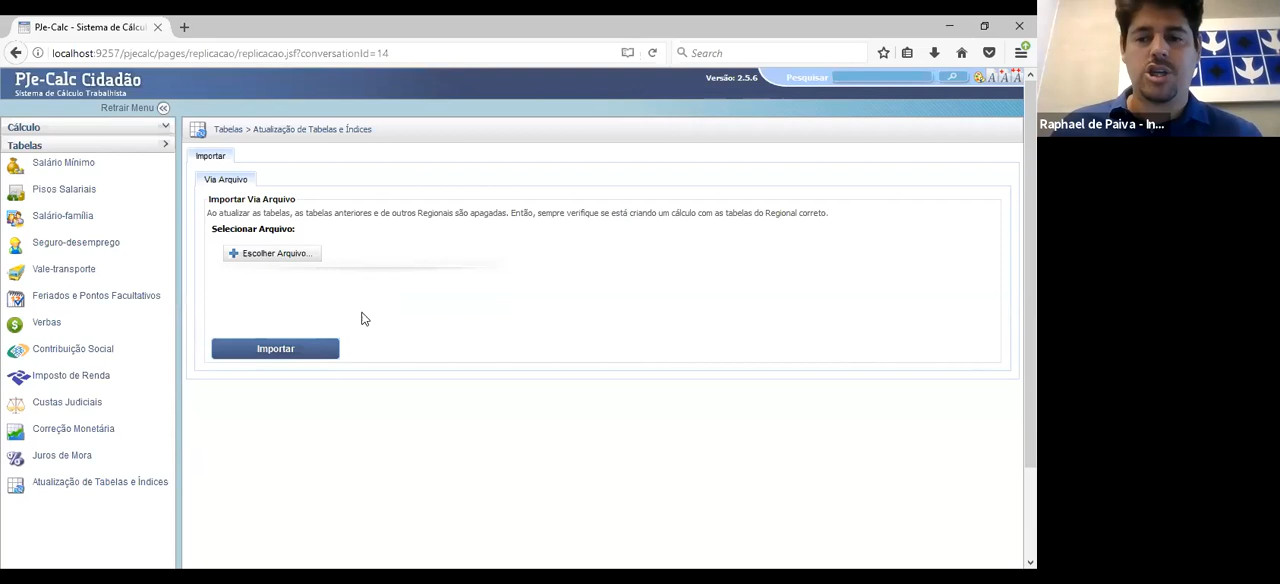 PJe-Calc - Sistema de Cálcu
localhost:9257/pjecalc/pages/replicacao/replicacao.jsf?conversationId=14
Search
PJe-Calc Cidadão
Sistema de Cálculo Trabalhista
Versão: 2.5.6
Pesquisar
Retrair Menu
Cálculo
Tabelas
Salário Mínimo
Pisos Salariais
Salário-família
Seguro-desemprego
Vale-transporte
Feriados e Pontos Facultativos
Verbas
Contribuição Social
Imposto de Renda
Custas Judiciais
Correção Monetária
Juros de Mora
Atualização de Tabelas e Índices
Tabelas > Atualização de Tabelas e Índices
Importar
Via Arquivo
Importar Via Arquivo
Ao atualizar as tabelas, as tabelas anteriores e de outros Regionais são apagadas. Então, sempre verifique se está criando um cálculo com as tabelas do Regional correto.
Selecionar Arquivo:
Escolher Arquivo...
Importar
Raphael de Paiva - In...